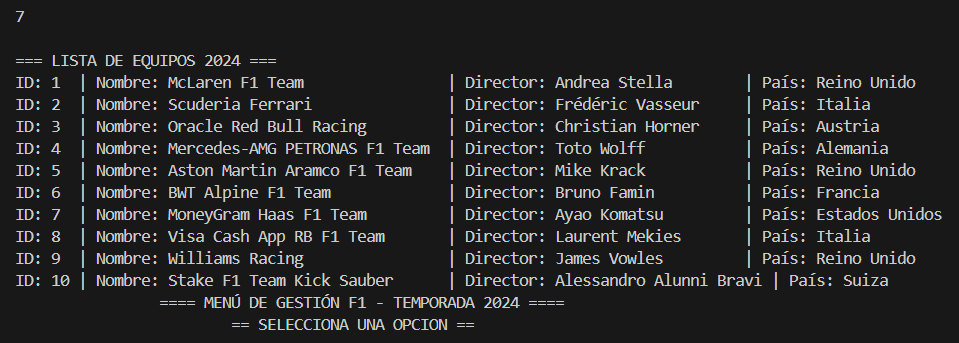 7
=== LISTA DE EQUIPOS 2024 ===
ID: 1  | Nombre: McLaren F1 Team                | Director: Andrea Stella        | País: Reino Unido
ID: 2  | Nombre: Scuderia Ferrari               | Director: Frédéric Vasseur     | País: Italia
ID: 3  | Nombre: Oracle Red Bull Racing         | Director: Christian Horner     | País: Austria
ID: 4  | Nombre: Mercedes-AMG PETRONAS F1 Team  | Director: Toto Wolff           | País: Alemania
ID: 5  | Nombre: Aston Martin Aramco F1 Team    | Director: Mike Krack           | País: Reino Unido
ID: 6  | Nombre: BWT Alpine F1 Team             | Director: Bruno Famin          | País: Francia
ID: 7  | Nombre: MoneyGram Haas F1 Team         | Director: Ayao Komatsu         | País: Estados Unidos
ID: 8  | Nombre: Visa Cash App RB F1 Team       | Director: Laurent Mekies       | País: Italia
ID: 9  | Nombre: Williams Racing                | Director: James Vowles         | País: Reino Unido
ID: 10 | Nombre: Stake F1 Team Kick Sauber      | Director: Alessandro Alunni Bravi | País: Suiza
==== MENÚ DE GESTIÓN F1 - TEMPORADA 2024 ====
== SELECCIONA UNA OPCION ==